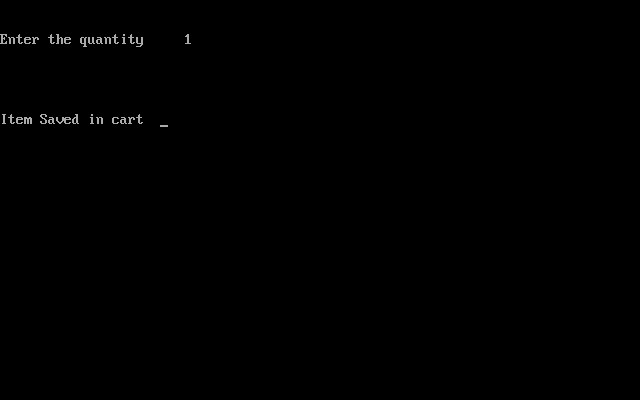 Enter the quantity 1
Item Saved in cart _